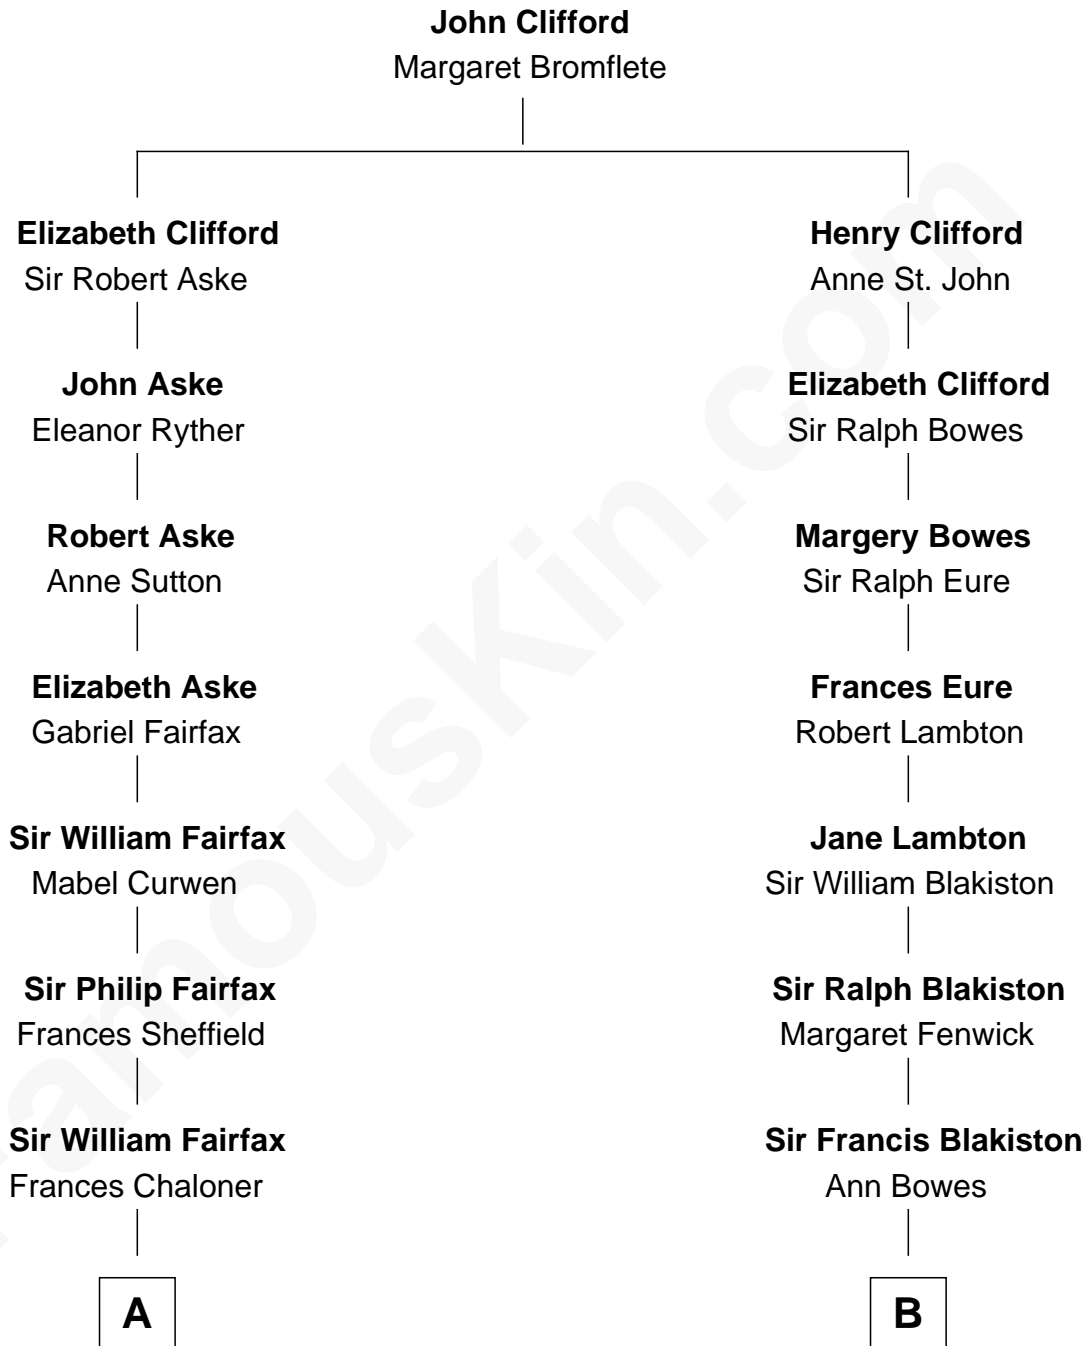 John Clifford
Margaret Bromflete
Elizabeth Clifford
Sir Robert Aske
Henry Clifford
Anne St. John
John Aske
Eleanor Ryther
Elizabeth Clifford
Sir Ralph Bowes
Robert Aske
Anne Sutton
Margery Bowes
Sir Ralph Eure
Elizabeth Aske
Gabriel Fairfax
Frances Eure
Robert Lambton
Sir William Fairfax
Mabel Curwen
Jane Lambton
Sir William Blakiston
Sir Philip Fairfax
Frances Sheffield
Sir Ralph Blakiston
Margaret Fenwick
Sir William Fairfax
Frances Chaloner
Sir Francis Blakiston
Ann Bowes
A
B
FamousKin.com